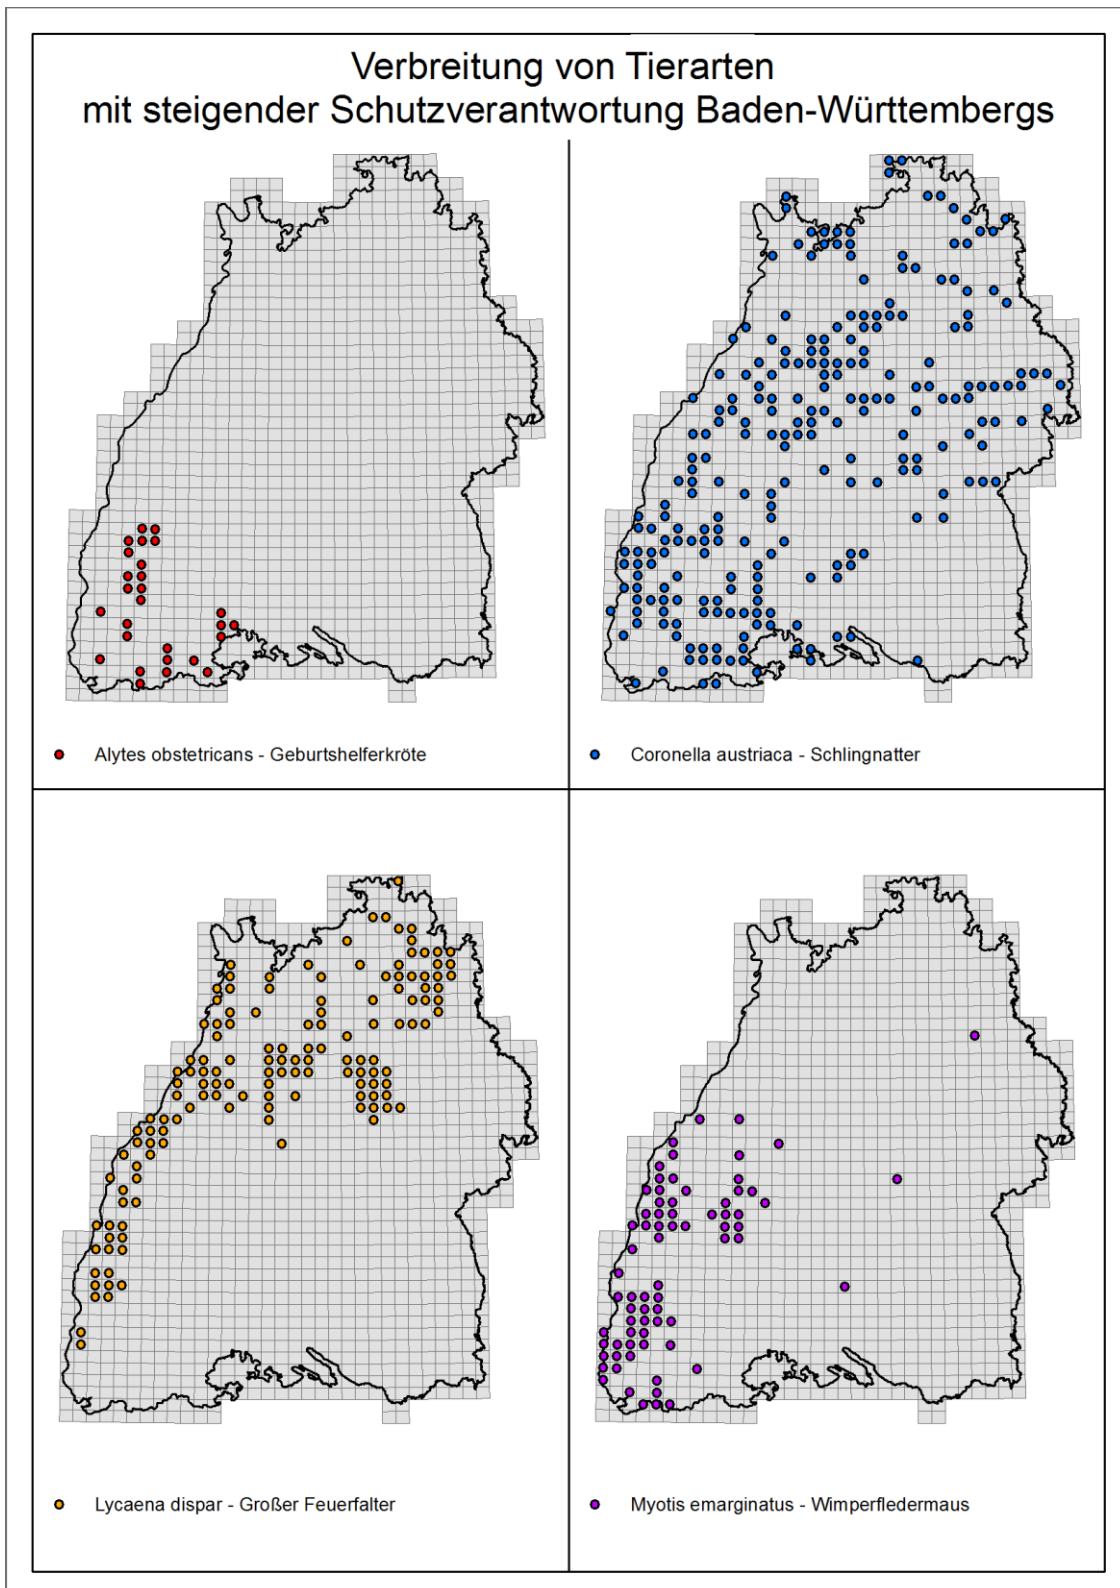 Verbreitung von Tierarten
mit steigender Schutzverantwortung Baden-Württembergs
Alytes obstetricans - Geburtshelferkröte
Coronella austriaca - Schlingnatter
Lycaena dispar - Großer Feuerfalter
Myotis emarginatus - Wimperfledermaus